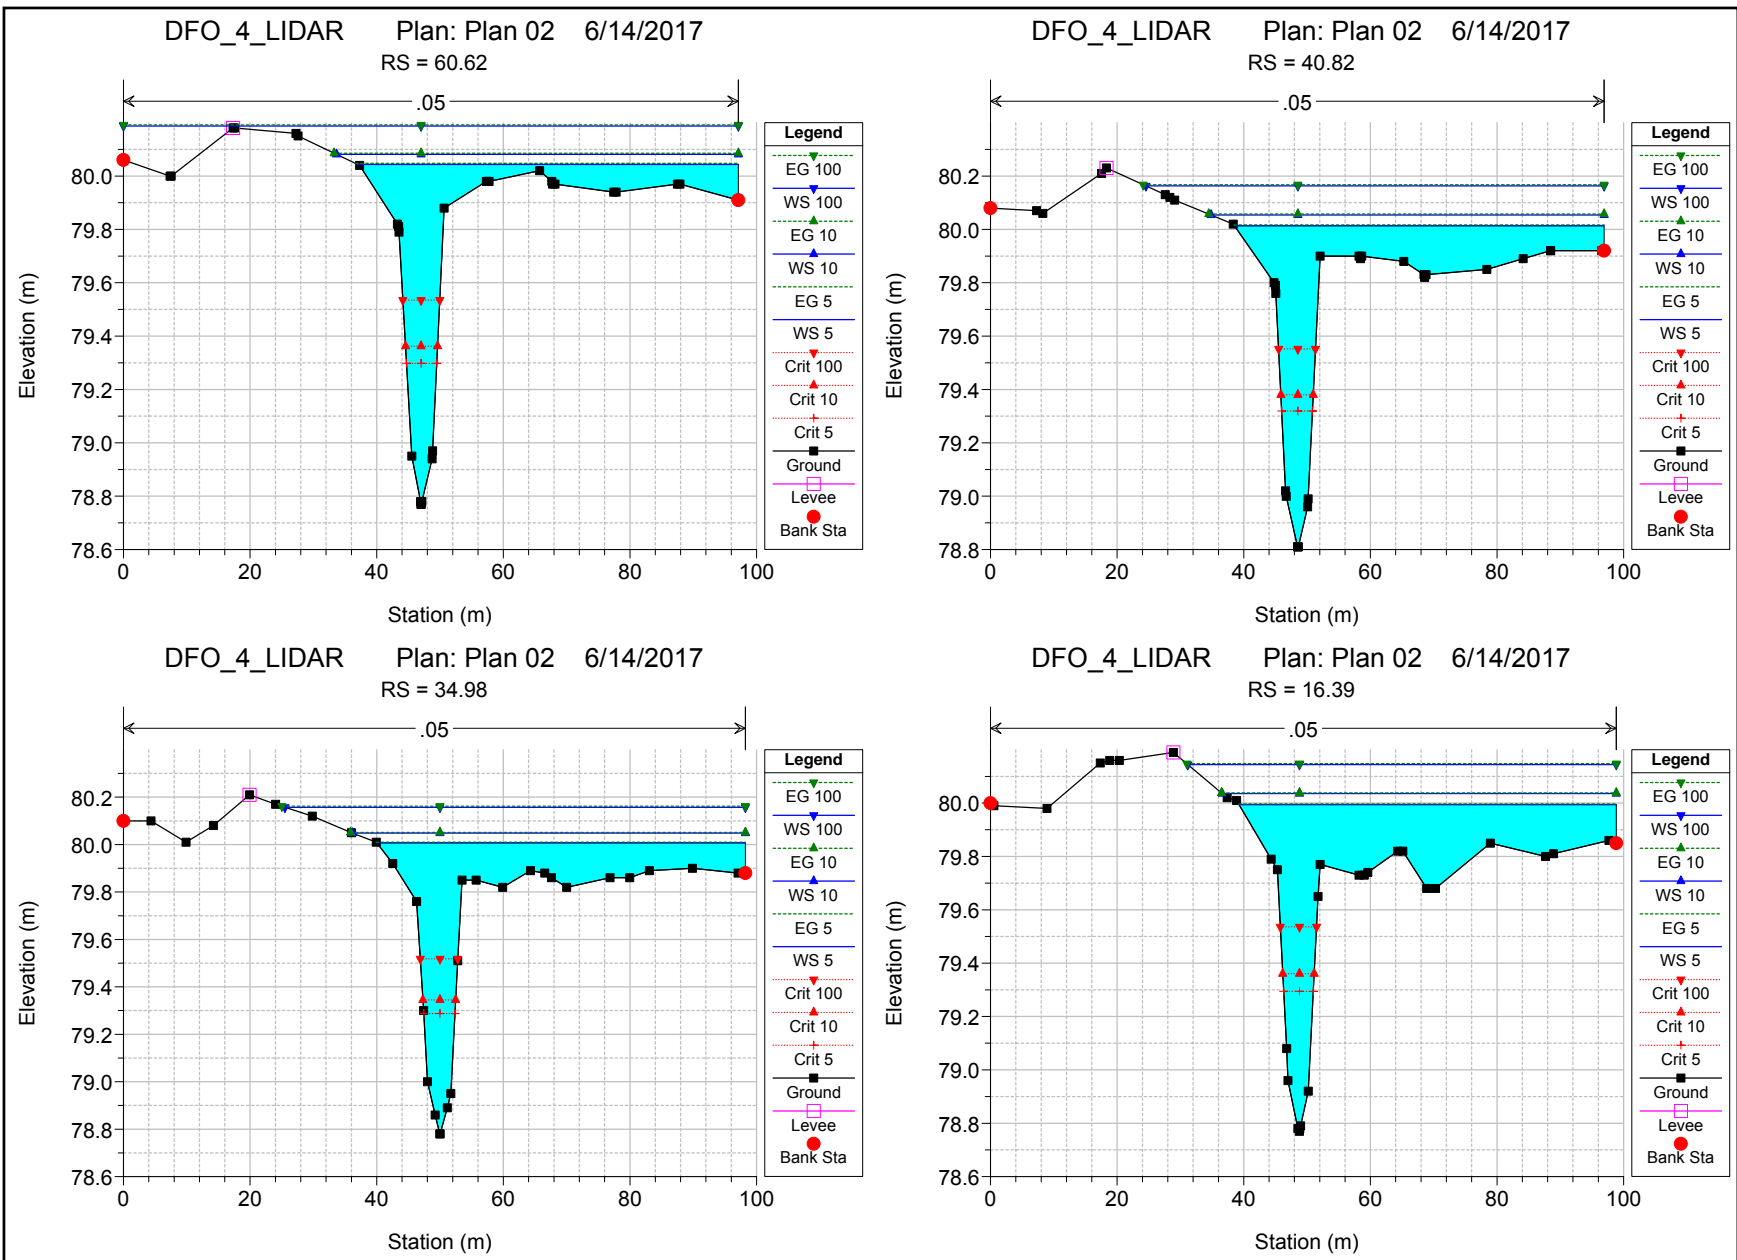 DFO_4_LIDAR Plan: Plan 02 6/14/2017
RS = 60.62
.05
Elevation (m)
80.0
79.8
79.6
79.4
79.2
79.0
78.8
78.6
0 20 40 60 80 100
Station (m)
Legend
EG 100
WS 100
EG 10
WS 10
EG 5
WS 5
Crit 100
Crit 10
Crit 5
Ground
Levee
Bank Sta
DFO_4_LIDAR Plan: Plan 02 6/14/2017
RS = 40.82
.05
Elevation (m)
80.2
80.0
79.8
79.6
79.4
79.2
79.0
78.8
0 20 40 60 80 100
Station (m)
Legend
EG 100
WS 100
EG 10
WS 10
EG 5
WS 5
Crit 100
Crit 10
Crit 5
Ground
Levee
Bank Sta
DFO_4_LIDAR Plan: Plan 02 6/14/2017
RS = 34.98
.05
Elevation (m)
80.2
80.0
79.8
79.6
79.4
79.2
79.0
78.8
78.6
0 20 40 60 80 100
Station (m)
Legend
EG 100
WS 100
EG 10
WS 10
EG 5
WS 5
Crit 100
Crit 10
Crit 5
Ground
Levee
Bank Sta
DFO_4_LIDAR Plan: Plan 02 6/14/2017
RS = 16.39
.05
Elevation (m)
80.0
79.8
79.6
79.4
79.2
79.0
78.8
78.6
0 20 40 60 80 100
Station (m)
Legend
EG 100
WS 100
EG 10
WS 10
EG 5
WS 5
Crit 100
Crit 10
Crit 5
Ground
Levee
Bank Sta